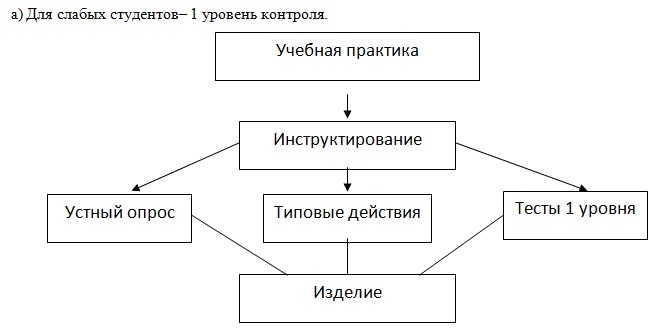 а) Для слабых студентов– 1 уровень контроля.
Учебная практика
Инструктирование
Устный опрос
Типовые действия
Тесты 1 уровня
Изделие